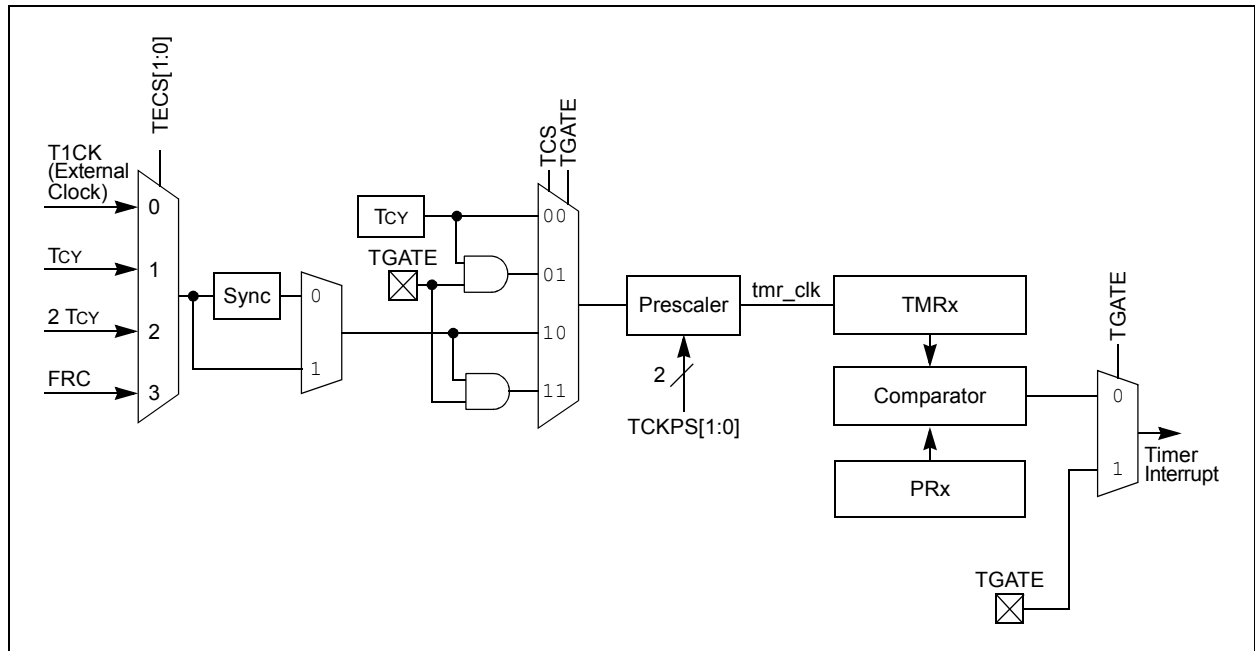 TECS[1:0]
T1CK
(External
Clock)
0
TCY
1
2 TCY
2
FRC
3
Sync
0
1
TCY
TGATE
TCS
TGATE
00
01
10
11
Prescaler
2
TCKPS[1:0]
tmr_clk
TMRx
Comparator
PRx
TGATE
0
1
Timer
Interrupt
TGATE